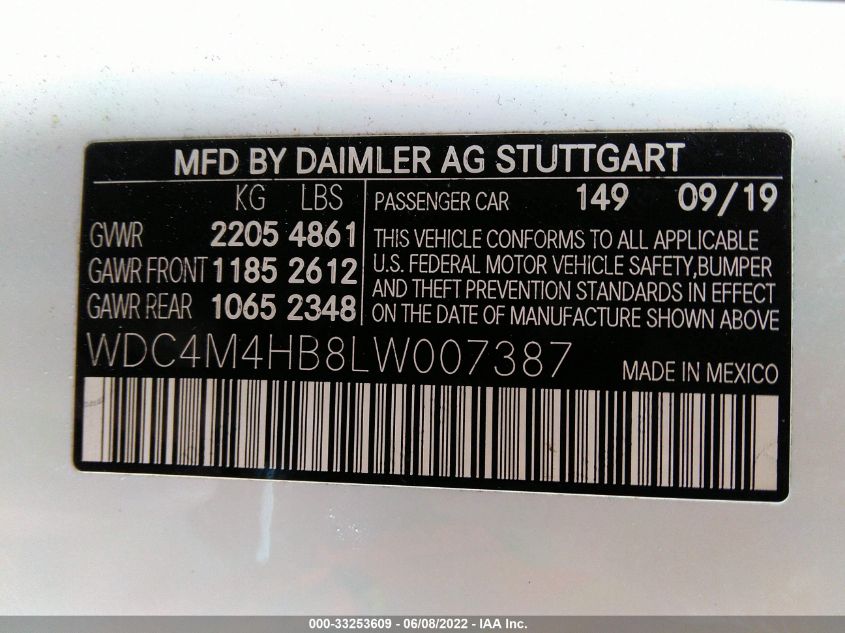 MFD BY DAIMLER AG STUTTGART
KG LBS
GVWR 2205 4861
GAWR FRONT 1185 2612
GAWR REAR 1065 2348
PASSENGER CAR 149 09/19
THIS VEHICLE CONFORMS TO ALL APPLICABLE
U.S. FEDERAL MOTOR VEHICLE SAFETY,BUMPER
AND THEFT PREVENTION STANDARDS IN EFFECT
ON THE DATE OF MANUFACTURE SHOWN ABOVE
WDC4M4HB8LW007387
MADE IN MEXICO
000-33253609 - 06/08/2022 - IAA Inc.